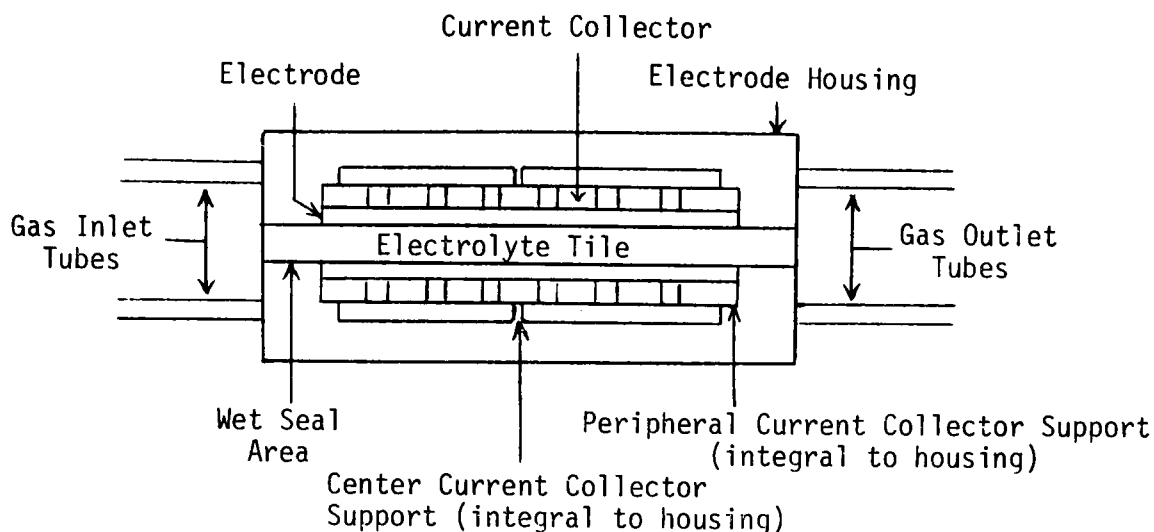 Current Collector
Electrode
Electrode Housing
Gas Inlet
Tubes
Electrolyte Tile
Gas Outlet
Tubes
Wet Seal
Area
Peripheral Current Collector Support
(integral to housing)
Center Current Collector
Support (integral to housing)